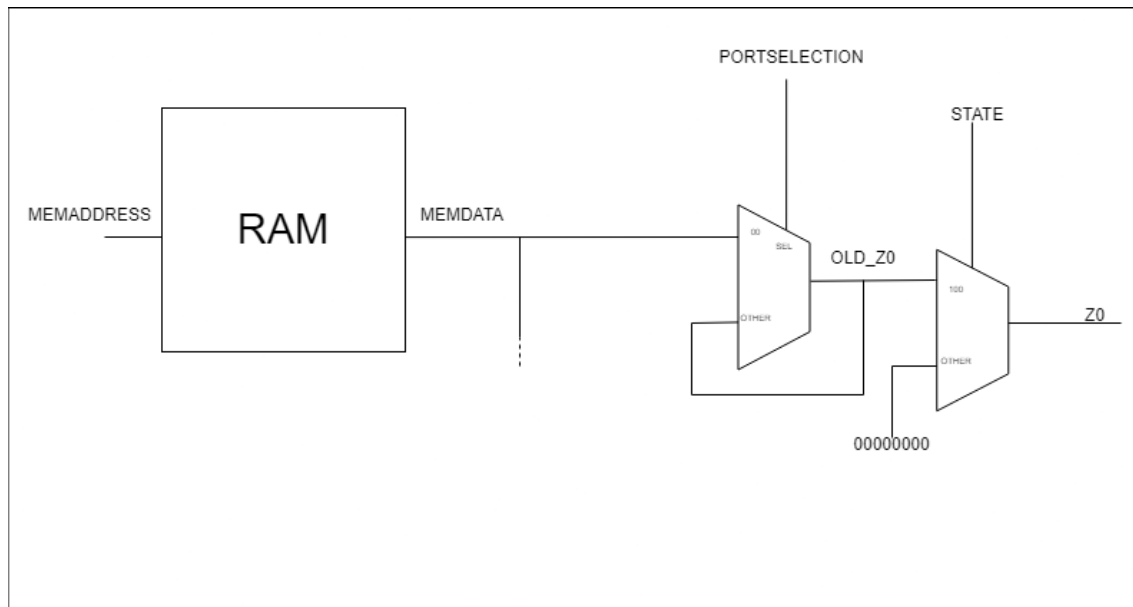 PORTSELECTION
STATE
MEMADDRESS
RAM
MEMDATA
00
SEL
OLD_Z0
100
OTHER
Z0
OTHER
00000000